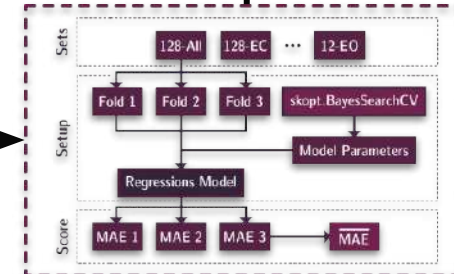 Sets
128-All 128-EC ... 12-EO
Setup
Fold 1 Fold 2 Fold 3 skopt.BayesSearchCV
Model Parameters
Regressions Model
Score
MAE 1 MAE 2 MAE 3 MAE